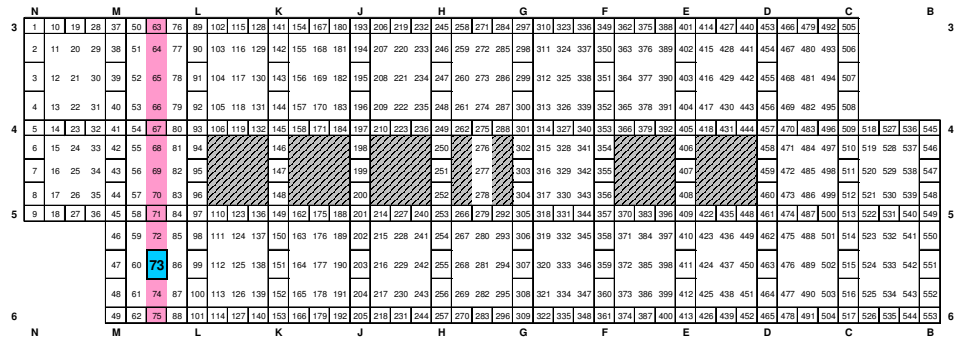 N M L K J H G F E D C B
3 1 10 19 28 37 50 63 76 89 102 115 128 141 154 167 180 193 206 219 232 245 258 271 284 297 310 323 336 349 362 375 388 401 414 427 440 453 466 479 492 505 3
2 11 20 29 38 51 64 77 90 103 116 129 142 155 168 181 194 207 220 233 246 259 272 285 298 311 324 337 350 363 376 389 402 415 428 441 454 467 480 493 506
3 12 21 30 39 52 65 78 91 104 117 130 143 156 169 182 195 208 221 234 247 260 273 286 299 312 325 338 351 364 377 390 403 416 429 442 455 468 481 494 507
4 13 22 31 40 53 66 79 92 105 118 131 144 157 170 183 196 209 222 235 248 261 274 287 300 313 326 339 352 365 378 391 404 417 430 443 456 469 482 495 508
4 5 14 23 32 41 54 67 80 93 106 119 132 145 158 171 184 197 210 223 236 249 262 275 288 301 314 327 340 353 366 379 392 405 418 431 444 457 470 483 496 509 518 527 536 545 4
6 15 24 33 42 55 68 81 94 146 198 250 276 302 315 328 341 354 406 458 471 484 497 510 519 528 537 546
7 16 25 34 43 56 69 82 95 147 199 251 277 303 316 329 342 355 407 459 472 485 498 511 520 529 538 547
8 17 26 35 44 57 70 83 96 148 200 252 278 304 317 330 343 356 408 460 473 486 499 512 521 530 539 548
5 9 18 27 36 45 58 71 84 97 110 123 136 149 162 175 188 201 214 227 240 253 266 279 292 305 318 331 344 357 370 383 396 409 422 435 448 461 474 487 500 513 522 531 540 549 5
46 59 72 85 98 111 124 137 150 163 176 189 202 215 228 241 254 267 280 293 306 319 332 345 358 371 384 397 410 423 436 449 462 475 488 501 514 523 532 541 550
47 60 73 86 99 112 125 138 151 164 177 190 203 216 229 242 255 268 281 294 307 320 333 346 359 372 385 398 411 424 437 450 463 476 489 502 515 524 533 542 551
48 61 74 87 100 113 126 139 152 165 178 191 204 217 230 243 256 269 282 295 308 321 334 347 360 373 386 399 412 425 438 451 464 477 490 503 516 525 534 543 552
6 49 62 75 88 101 114 127 140 153 166 179 192 205 218 231 244 257 270 283 296 309 322 335 348 361 374 387 400 413 426 439 452 465 478 491 504 517 526 535 544 553 6
N M L K J H G F E D C B